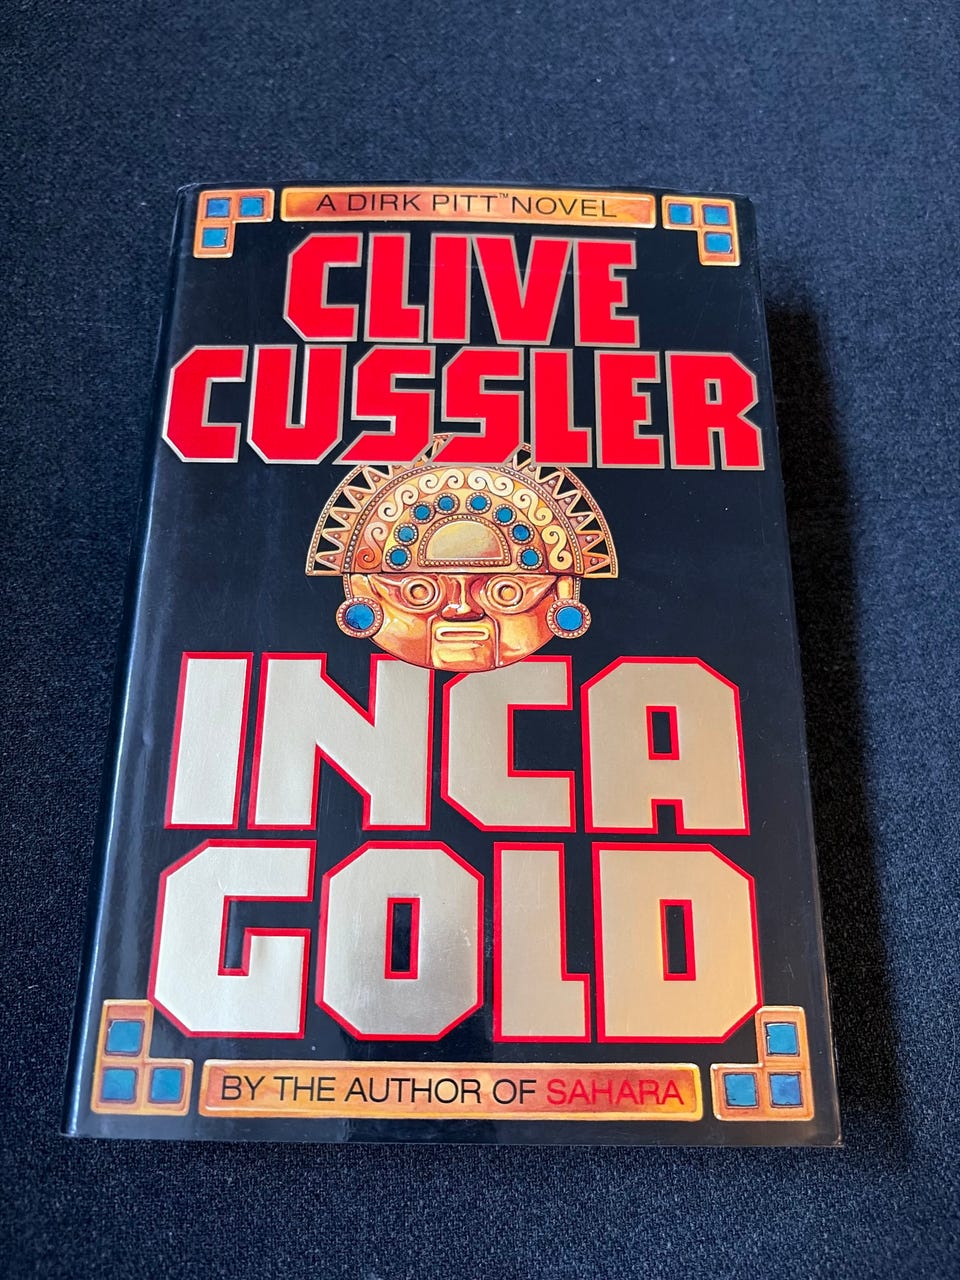 A DIRK PITT™ NOVEL
CLIVE
CUSSLER
INCA
GOLD
BY THE AUTHOR OF SAHARA